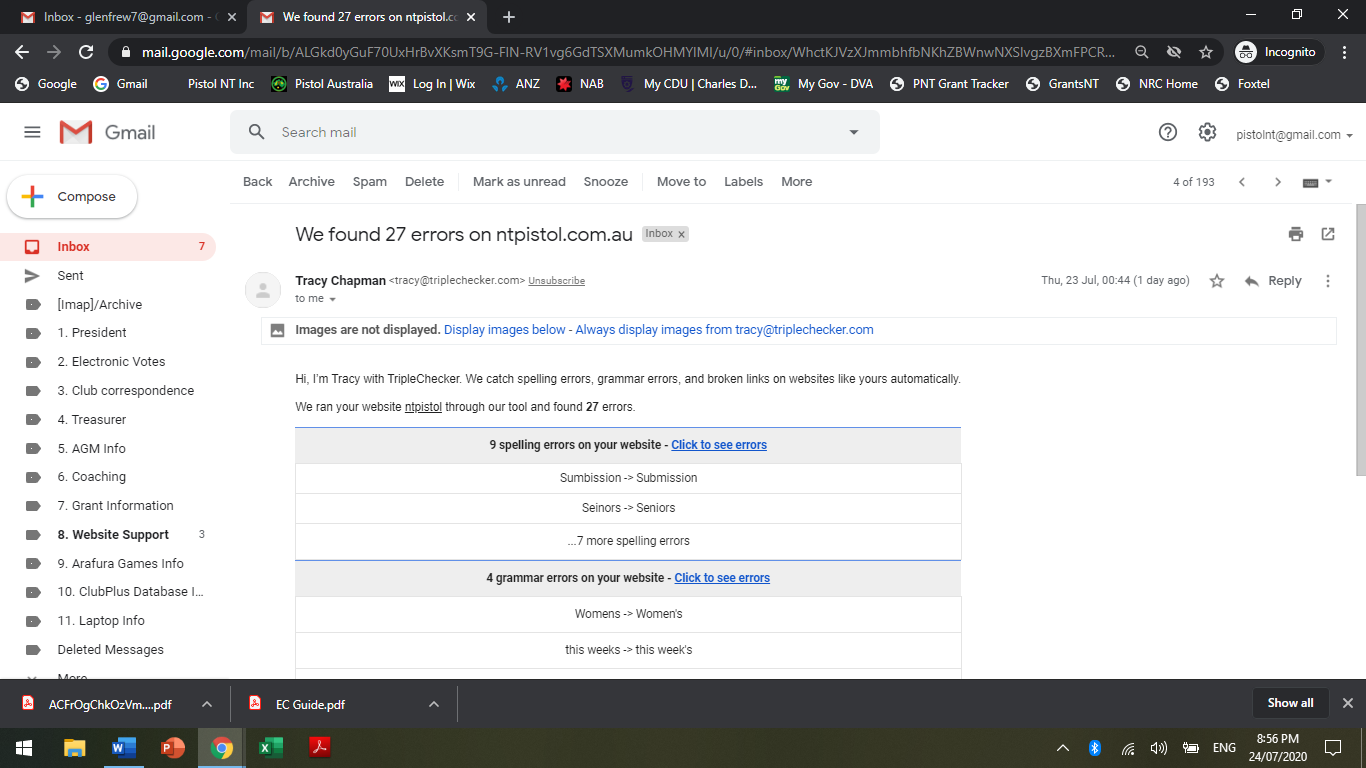 Inbox - glenfrew7@gmail.com - G
We found 27 errors on ntpistol.co
mail.google.com/mail/b/ALGkd0yGuF70UxHrBvXKsmT9G-FIN-RV1vg6GdTSXMumkOHMYlMI/u/0/#inbox/WhctKJVzXJmmbhfbNKhZBWnwNXSlvgzBXmFPCR...
Incognito
Google Gmail Pistol NT Inc Pistol Australia WIX Log In | Wix ANZ NAB My CDU | Charles D... my Gov My Gov - DVA PNT Grant Tracker GrantsNT NRC Home Foxtel
Gmail
Search mail
pistolnt@gmail.com
Compose
Back Archive Spam Delete Mark as unread Snooze Move to Labels More
4 of 193
Inbox 7
Sent
[Imap]/Archive
1. President
2. Electronic Votes
3. Club correspondence
4. Treasurer
5. AGM Info
6. Coaching
7. Grant Information
8. Website Support 3
9. Arafura Games Info
10. ClubPlus Database I...
11. Laptop Info
Deleted Messages
More
We found 27 errors on ntpistol.com.au Inbox x
Tracy Chapman <tracy@triplechecker.com> Unsubscribe
Thu, 23 Jul, 00:44 (1 day ago)
Reply
to me
Images are not displayed. Display images below - Always display images from tracy@triplechecker.com
Hi, I'm Tracy with TripleChecker. We catch spelling errors, grammar errors, and broken links on websites like yours automatically.
We ran your website ntpistol through our tool and found 27 errors.
9 spelling errors on your website - Click to see errors
Sumbission -> Submission
Seinors -> Seniors
...7 more spelling errors
4 grammar errors on your website - Click to see errors
Womens -> Women's
this weeks -> this week's
ACFrOgChkOzVm....pdf
EC Guide.pdf
Show all
ENG
8:56 PM
24/07/2020